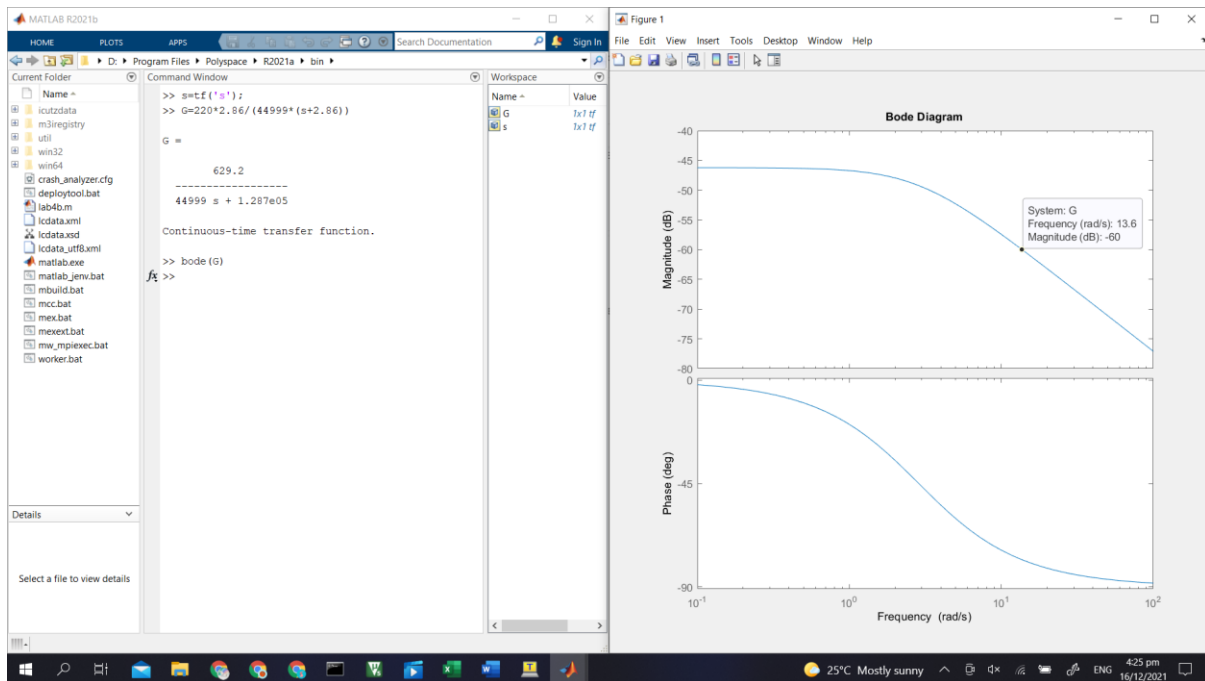 MATLAB R2021b
HOME PLOTS APPS Search Documentation Sign In
D: Program Files Polyspace R2021a bin
Current Folder
Name
icutzdata
m3iregistry
util
win32
win64
crash_analyzer.cfg
deploytool.bat
lab4b.m
lcdata.xml
lcdata.xsd
lcdata_utf8.xml
matlab.exe
matlab_jenv.bat
mbuild.bat
mcc.bat
mex.bat
mexext.bat
mw_mpiexec.bat
worker.bat
Details
Select a file to view details
Command Window
>> s=tf('s');
>> G=220*2.86/(44999*(s+2.86))
G =
629.2
------------------
44999 s + 1.287e05
Continuous-time transfer function.
>> bode(G)
fx >>
Workspace
Name Value
G 1x1 tf
s 1x1 tf
Figure 1
File Edit View Insert Tools Desktop Window Help
Bode Diagram
Magnitude (dB)
-40
-45
-50
-55
-60
-65
-70
-75
-80
System: G
Frequency (rad/s): 13.6
Magnitude (dB): -60
Phase (deg)
0
-45
-90
10^-1 10^0 10^1 10^2
Frequency (rad/s)
25°C Mostly sunny ENG 4:25 pm
16/12/2021